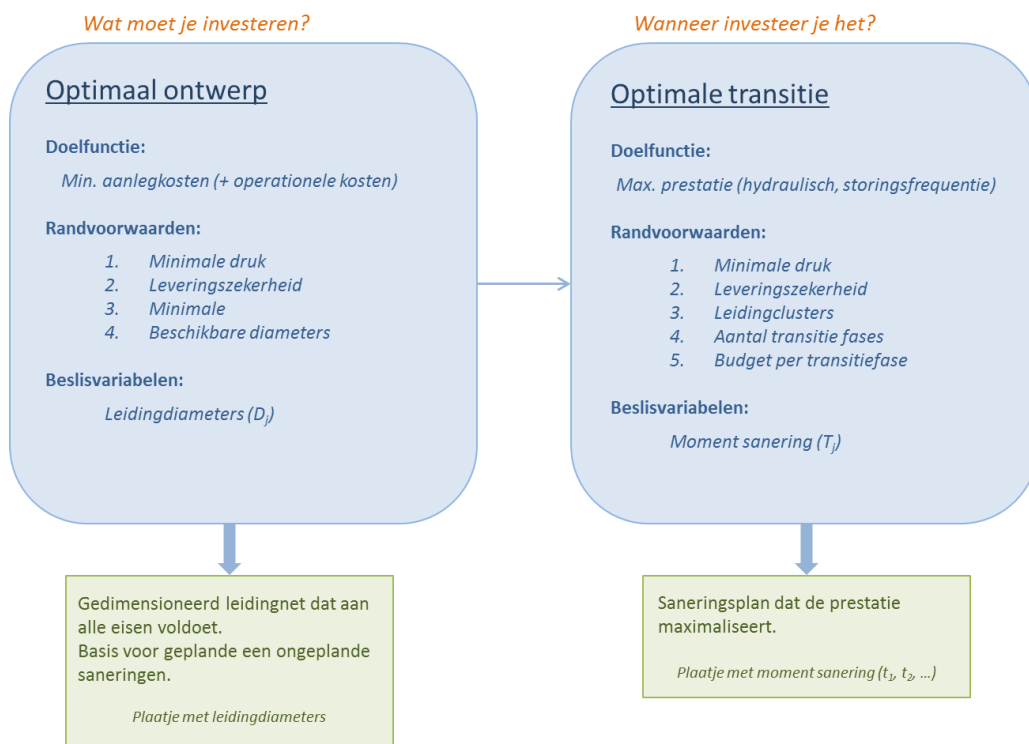 Wat moet je investeren?
Optimaal ontwerp
Doelfunctie:
Min. aanlegkosten (+ operationele kosten)
Randvoorwaarden:
1. Minimale druk
2. Leveringszekerheid
3. Minimale
4. Beschikbare diameters
Beslisvariabelen:
Leidingdiameters (Dj)
Gedimensioneerd leidingnet dat aan
alle eisen voldoet.
Basis voor geplande een ongeplande
saneringen.
Plaatje met leidingdiameters
Wanneer investeer je het?
Optimale transitie
Doelfunctie:
Max. prestatie (hydraulisch, storingsfrequentie)
Randvoorwaarden:
1. Minimale druk
2. Leveringszekerheid
3. Leidingclusters
4. Aantal transitie fases
5. Budget per transitiefase
Beslisvariabelen:
Moment sanering (Tj)
Saneringsplan dat de prestatie
maximaliseert.
Plaatje met moment sanering (t1, t2, …)